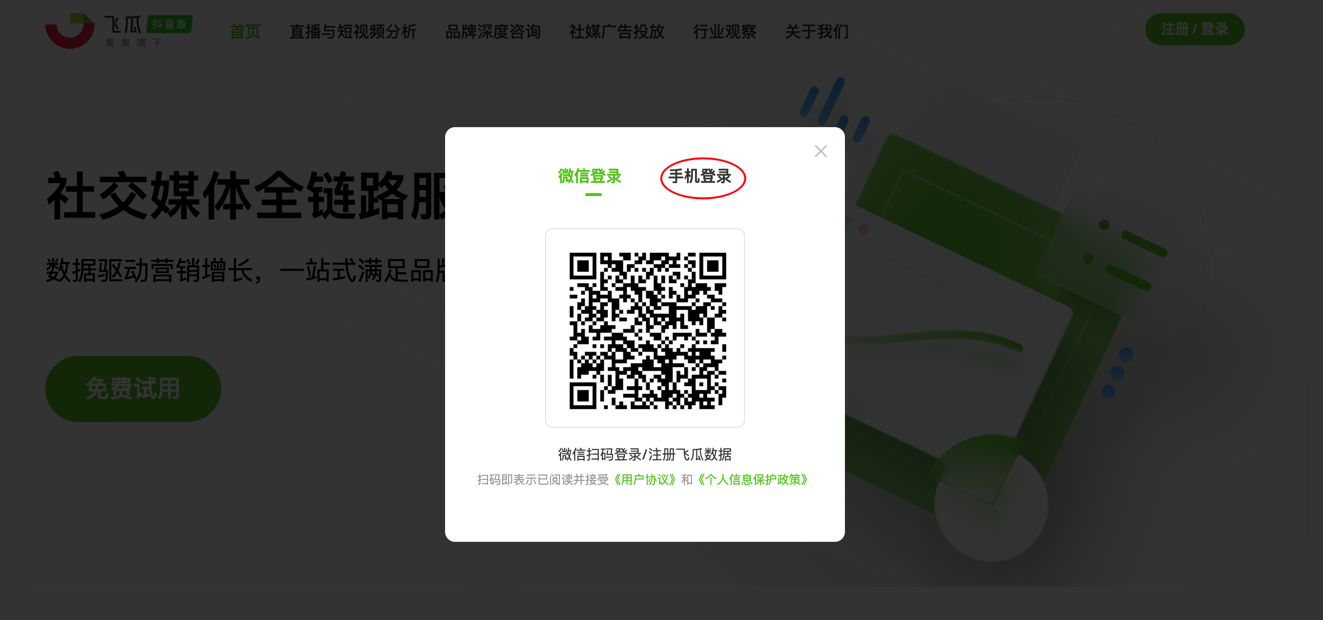 飞瓜 抖音版
果集旗下
首页 直播与短视频分析 品牌深度咨询 社媒广告投放 行业观察 关于我们
注册 / 登录
社交媒体全链路
数据驱动营销增长，一站式满足品
免费试用
微信登录 手机登录
微信扫码登录/注册飞瓜数据
扫码即表示已阅读并接受《用户协议》和《个人信息保护政策》